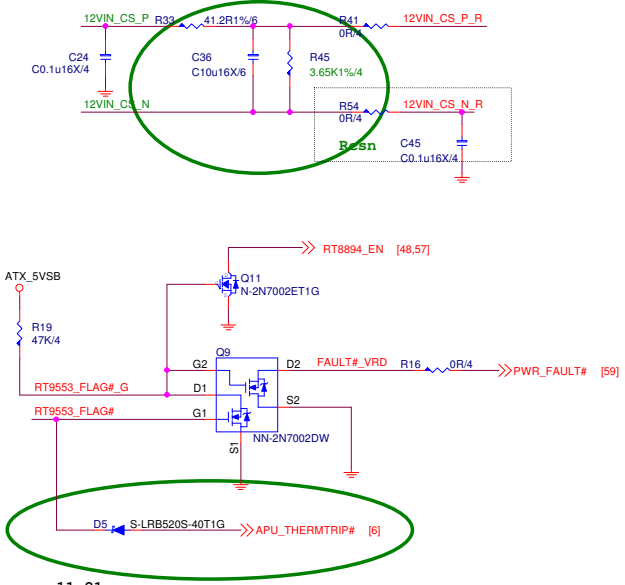 12VIN_CS_P R33 41.2R1%/6 R41 12VIN_CS_P_R
0R/4
C24 C36 R45
C0.1u16X/4 C10u16X/6 3.65K1%/4
12VIN_CS_N R54 12VIN_CS_N_R
0R/4
Rcsn C45
C0.1u16X/4
RT8894_EN [48,57]
ATX_5VSB
Q11
N-2N7002ET1G
R19
47K/4
Q9
G2 D2 FAULT#_VRD R16 0R/4 PWR_FAULT# [59]
RT9553_FLAG#_G D1
S2
RT9553_FLAG# G1
NN-2N7002DW
S1
D5 S-LRB520S-40T1G APU_THERMTRIP# [6]